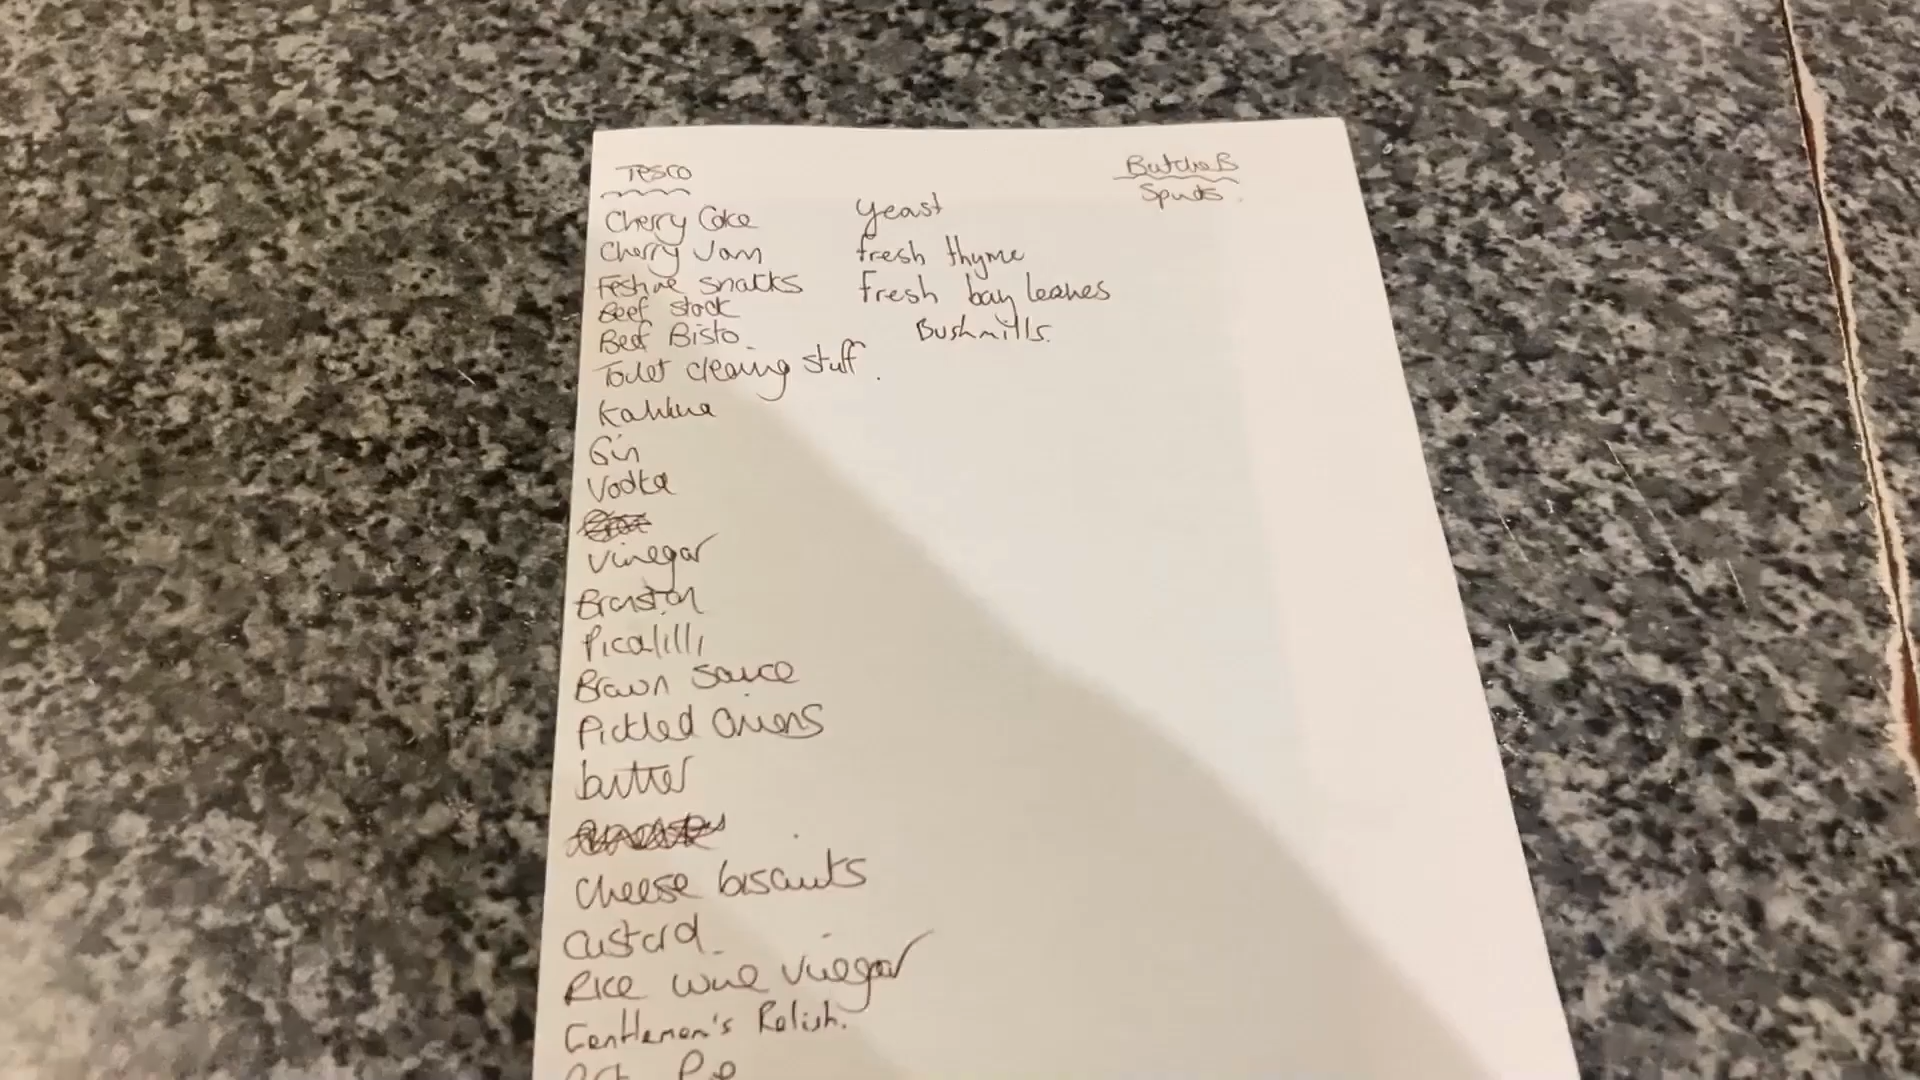 Tesco
Cherry Coke
Cherry Jam
Festive snacks
Beef stock
Beef Bisto
Toilet cleaning stuff.
Kahlua
Gin
Vodka
Vinegar
Branston
Picalilli
Brown Sauce
Pickled Onions
butter
Cheese biscuits
Custard
Rice wine vinegar
Gentlemen's Relish.
yeast
fresh thyme
Fresh bay leaves
Bushmills.
Butchers
Spuds.